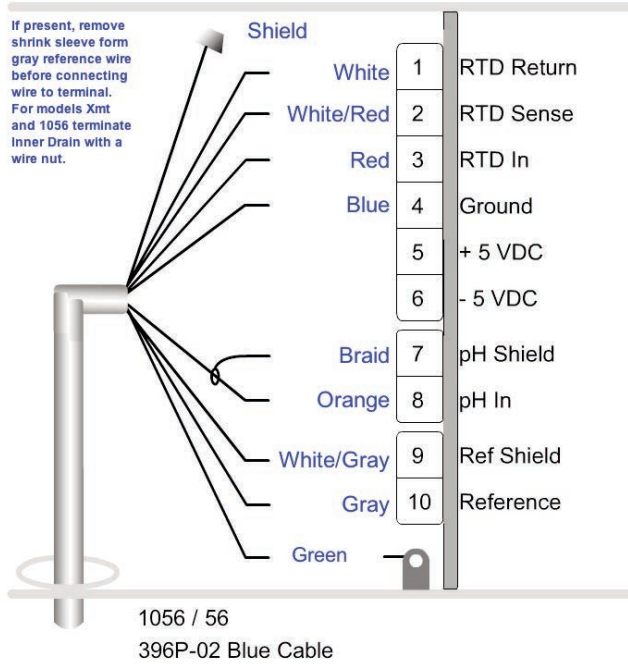 If present, remove
shrink sleeve form
gray reference wire
before connecting
wire to terminal.
For models Xmt
and 1056 terminate
Inner Drain with a
wire nut.
Shield
White 1 RTD Return
White/Red 2 RTD Sense
Red 3 RTD In
Blue 4 Ground
5 + 5 VDC
6 - 5 VDC
Braid 7 pH Shield
Orange 8 pH In
White/Gray 9 Ref Shield
Gray 10 Reference
Green
1056 / 56
396P-02 Blue Cable